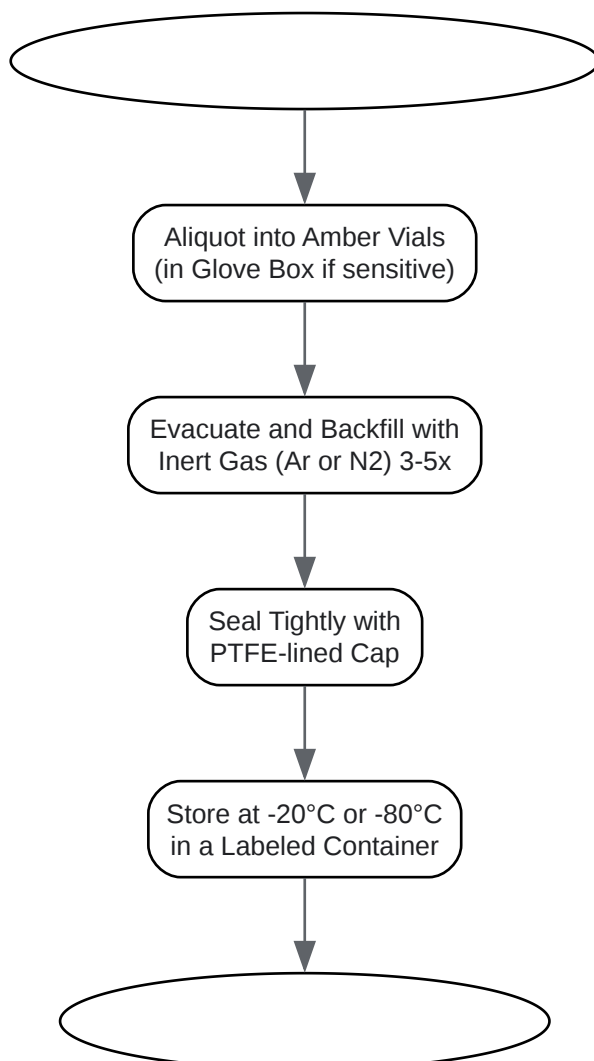 Aliquot into Amber Vials
(in Glove Box if sensitive)
Evacuate and Backfill with
Inert Gas (Ar or N2) 3-5x
Seal Tightly with
PTFE-lined Cap
Store at -20°C or -80°C
in a Labeled Container